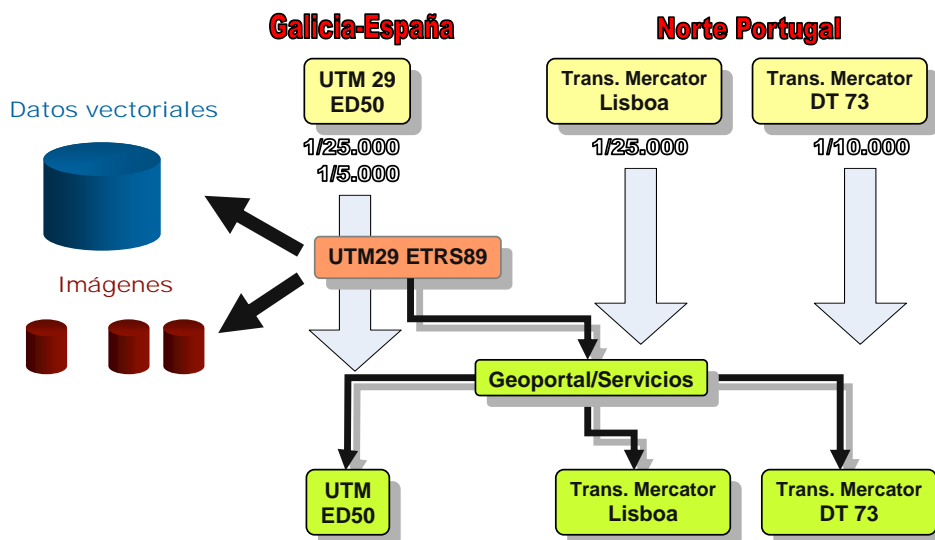 Galicia-España
Norte Portugal
UTM 29
ED50
Trans. Mercator
Lisboa
Trans. Mercator
DT 73
Datos vectoriales
1/25.000
1/5.000
1/25.000
1/10.000
UTM29 ETRS89
Imágenes
Geoportal/Servicios
UTM
ED50
Trans. Mercator
Lisboa
Trans. Mercator
DT 73